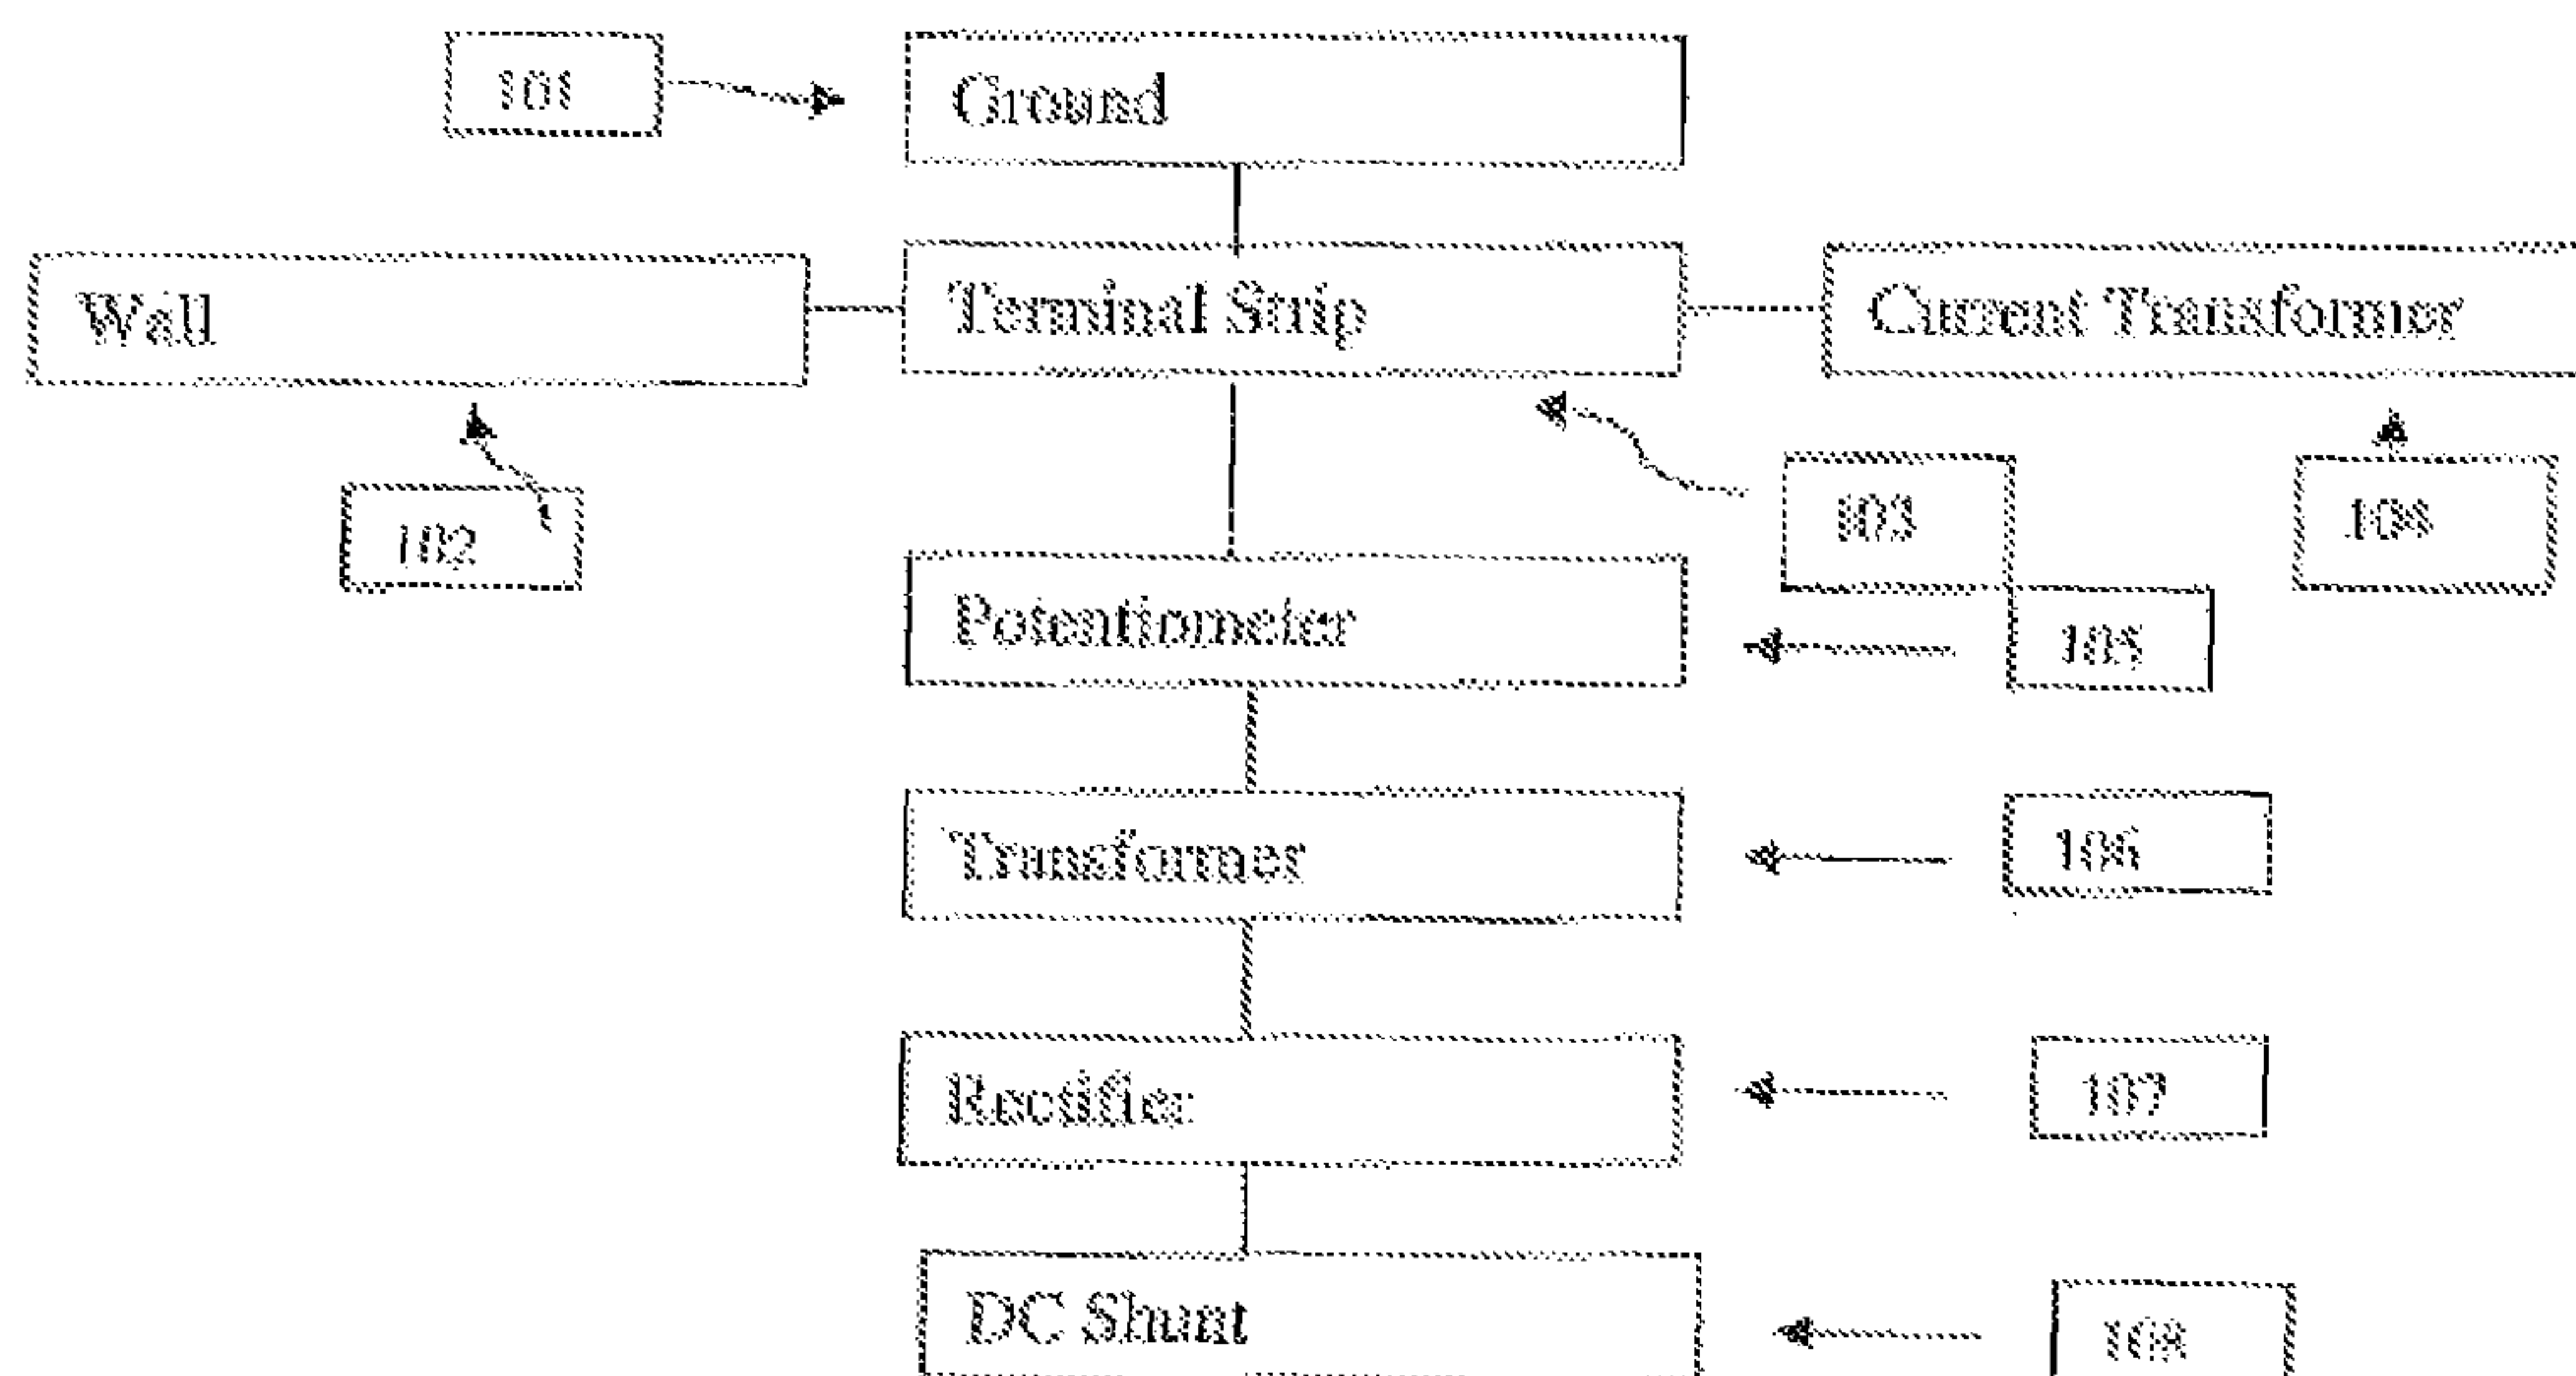 101
Ground
Wall
Terminal Strip
Current Transformer
102
103
104
Potentiometer
105
Transformer
106
Rectifier
107
DC Shunt
108